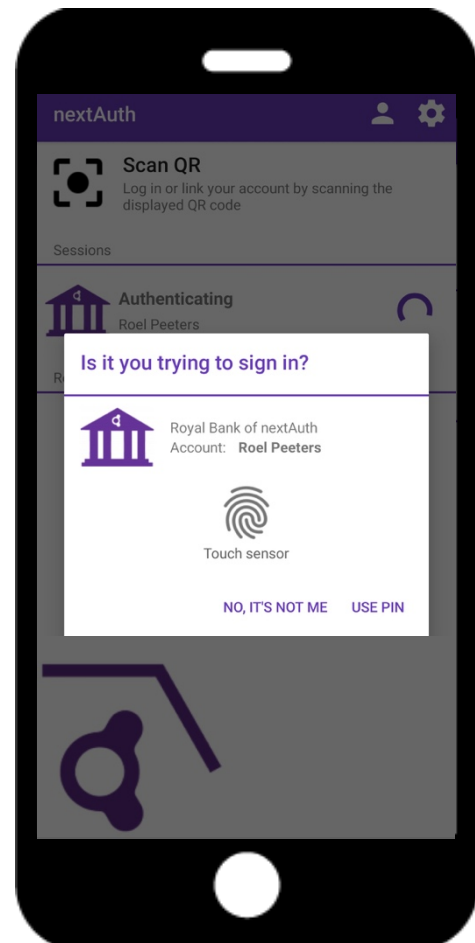 nextAuth
Scan QR
Log in or link your account by scanning the
displayed QR code
Sessions
Authenticating
Roel Peeters
Is it you trying to sign in?
Royal Bank of nextAuth
Account: Roel Peeters
Touch sensor
NO, IT'S NOT ME USE PIN